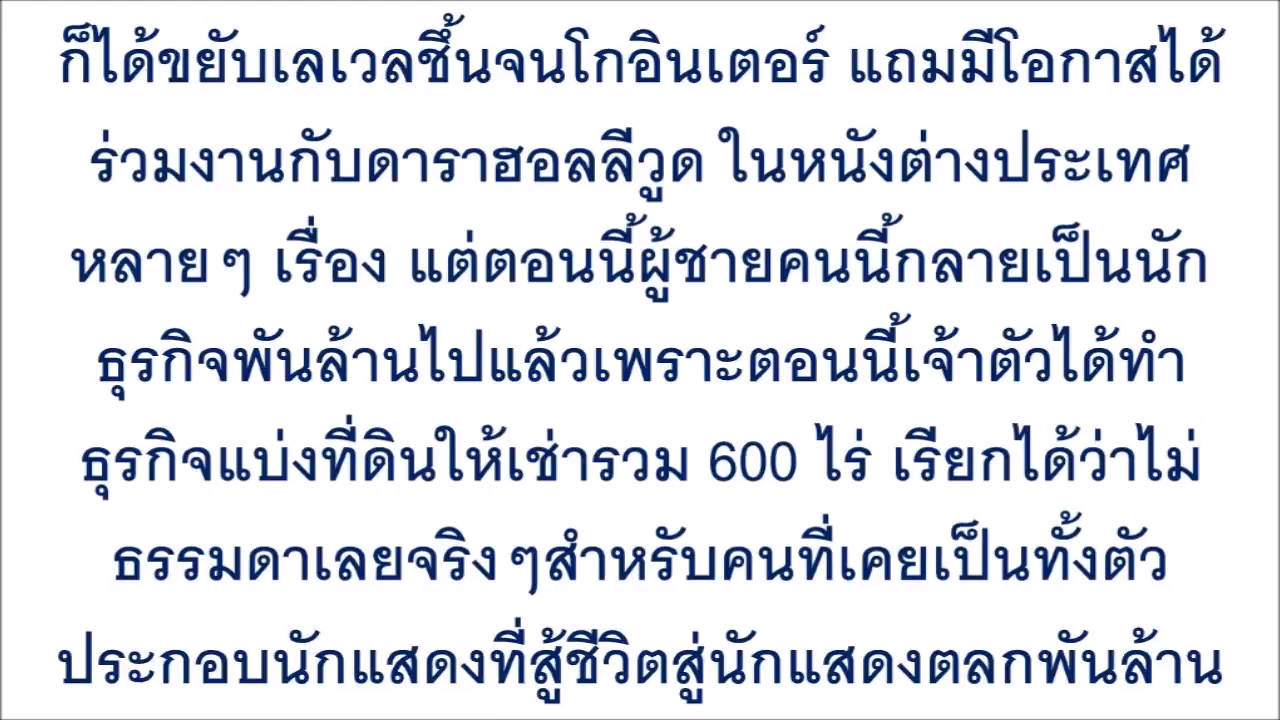 ก็ได้ขยับเลเวลชึ้นจนโกอินเตอร์ แถมมีโอกาสได้
ร่วมงานกับดาราฮอลลีวูด ในหนังต่างประเทศ
หลาย ๆ เรื่อง แต่ตอนนี้ผู้ชายคนนี้กลายเป็นนัก
ธุรกิจพันล้านไปแล้วเพราะตอนนี้เจ้าตัวได้ทำ
ธุรกิจแบ่งที่ดินให้เช่ารวม 600 ไร่ เรียกได้ว่าไม่
ธรรมดาเลยจริง ๆสำหรับคนที่เคยเป็นทั้งตัว
ประกอบนักแสดงที่สู้ชีวิตสู่นักแสดงตลกพันล้าน